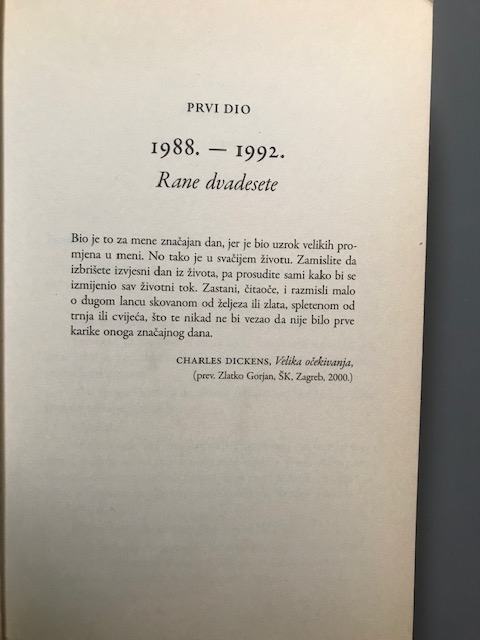 PRVI DIO
1988. — 1992.
Rane dvadesete
Bio je to za mene značajan dan, jer je bio uzrok velikih pro-
mjena u meni. No tako je u svačijem životu. Zamislite da
izbrišete izvjesni dan iz života, pa prosudite sami kako bi se
izmijenio sav životni tok. Zastani, čitaoče, i razmisli malo
o dugom lancu skovanom od željeza ili zlata, spletenom od
trnja ili cvijeća, što te nikad ne bi vezao da nije bilo prve
karike onoga značajnog dana.
CHARLES DICKENS, Velika očekivanja,
(prev. Zlatko Gorjan, ŠK, Zagreb, 2000.)